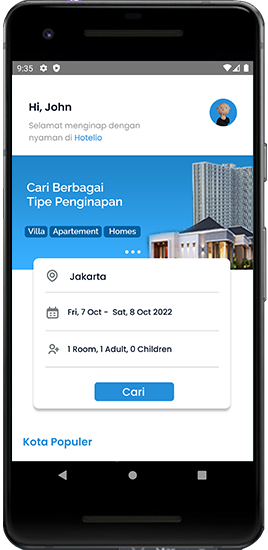 9:35
Hi, John
Selamat menginap dengan
nyaman di Hotelio
Cari Berbagai
Tipe Penginapan
Villa Apartement Homes
Jakarta
Fri, 7 Oct - Sat, 8 Oct 2022
1 Room, 1 Adult, 0 Children
Cari
Kota Populer